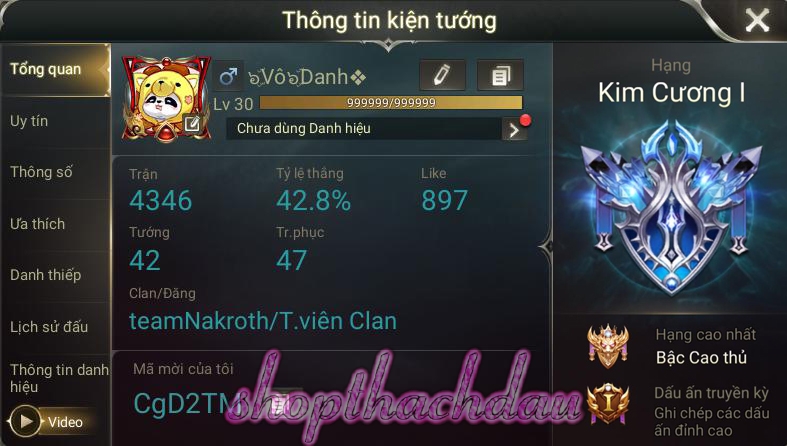 Thông tin kiện tướng
Tổng quan
Uy tín
Thông số
Ưa thích
Danh thiếp
Lịch sử đấu
Thông tin danh
hiệu
Video
Vô Danh
Lv 30
999999/999999
Chưa dùng Danh hiệu
Trận
Tỷ lệ thắng
Like
4346
42.8%
897
Tướng
Tr.phục
42
47
Clan/Đăng
teamNakroth/T.viên Clan
Mã mời của tôi
CgD2TM
shopthachdau
Hạng
Kim Cương I
Hạng cao nhất
Bậc Cao thủ
I
Dấu ấn truyền kỳ
Ghi chép các dấu
ấn đỉnh cao